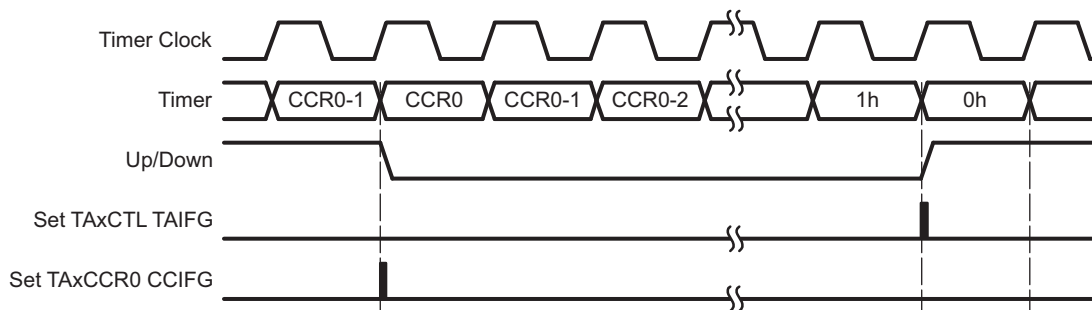 Timer Clock
Timer CCR0-1 CCR0 CCR0-1 CCR0-2 1h 0h
Up/Down
Set TAxCTL TAIFG
Set TAxCCR0 CCIFG